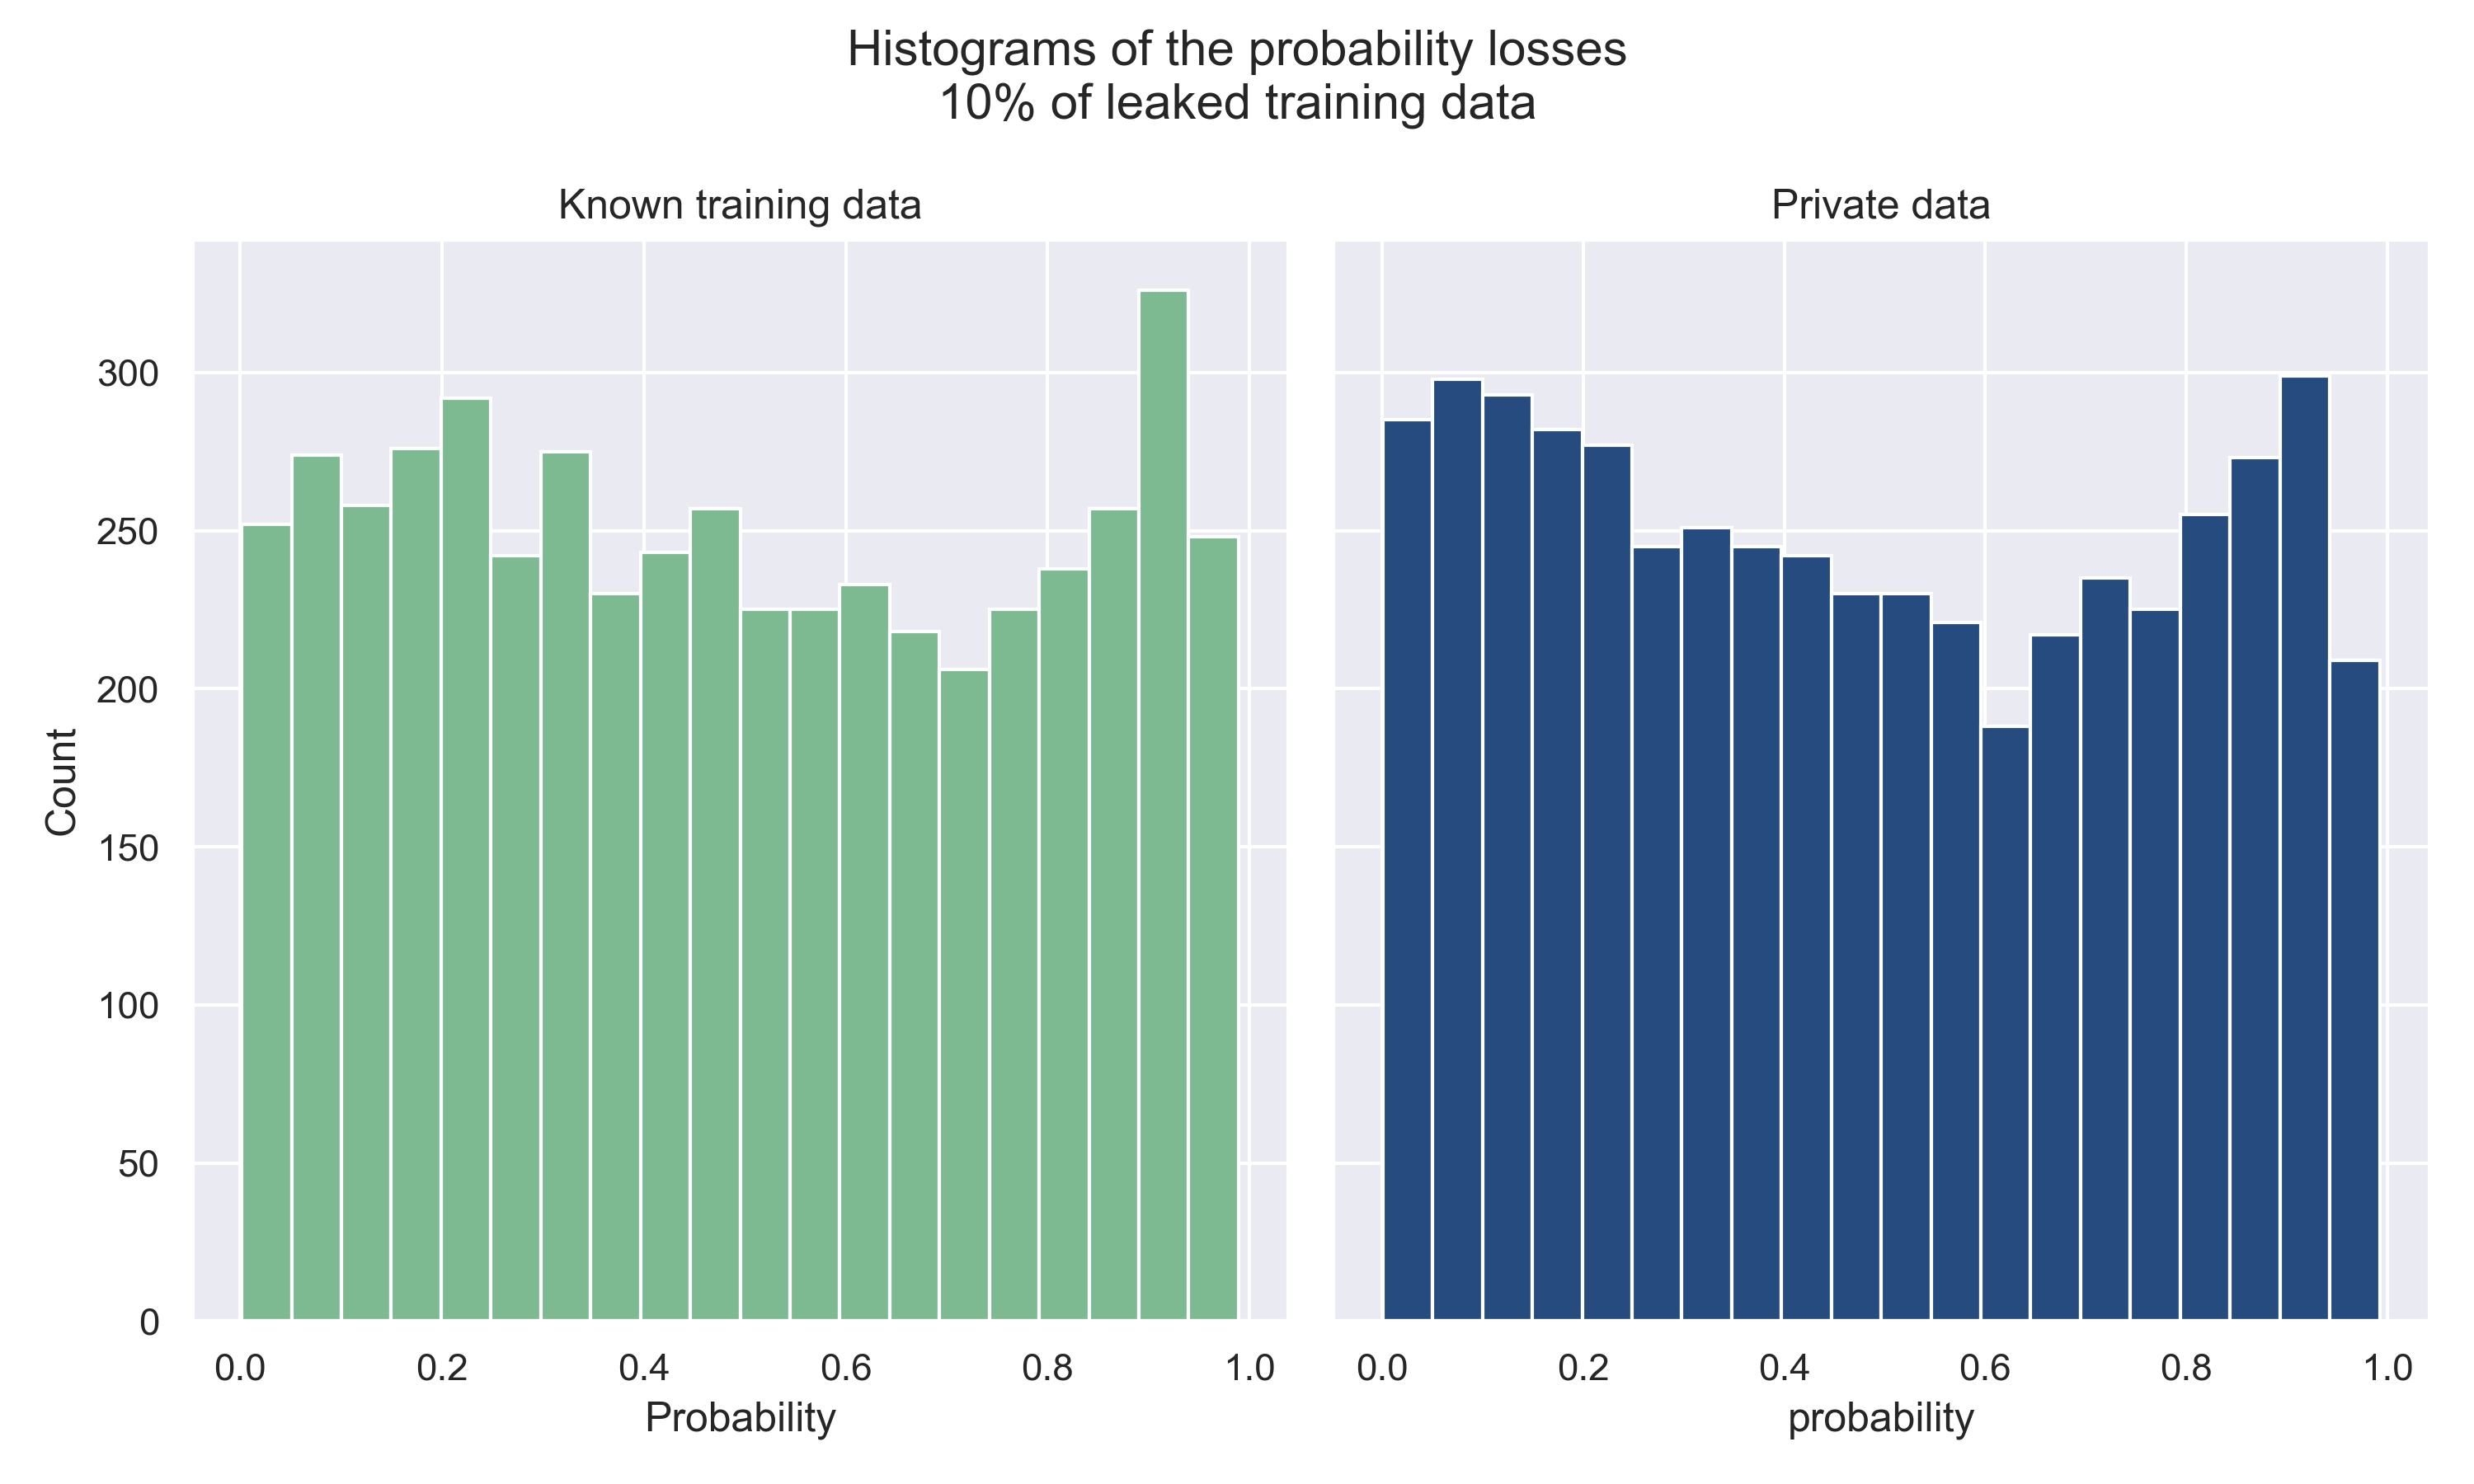 Histograms of the probability losses
10% of leaked training data
Known training data
Private data
Count
300
250
200
150
100
50
0
0.0 0.2 0.4 0.6 0.8 1.0
0.0 0.2 0.4 0.6 0.8 1.0
Probability
probability